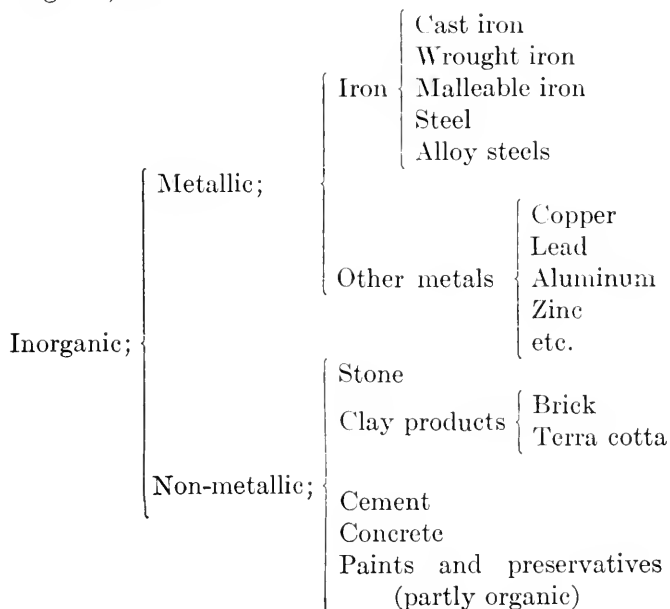 Cast iron
Wrought iron
Iron
Malleable iron
Steel
Alloy steels
Metallic;
Copper
Lead
Other metals
Aluminum
Zinc
etc.
Inorganic;
Stone
Clay products
Brick
Terra cotta
Non-metallic;
Cement
Concrete
Paints and preservatives
(partly organic)